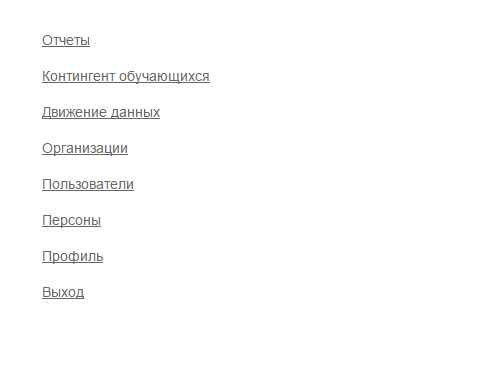 Отчеты
Контингент обучающихся
Движение данных
Организации
Пользователи
Персоны
Профиль
Выход